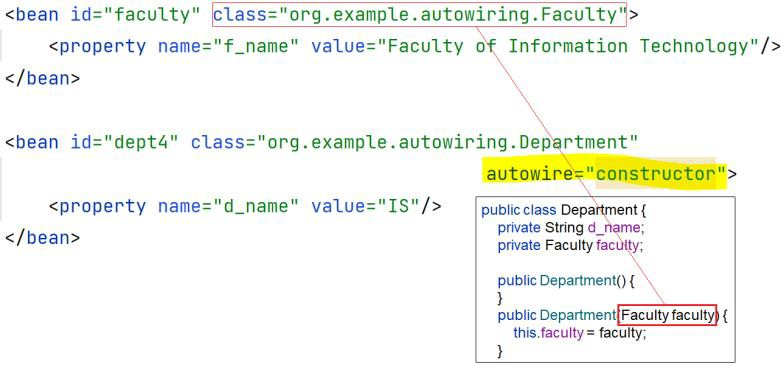 <bean id="faculty" class="org.example.autowiring.Faculty">
<property name="f_name" value="Faculty of Information Technology"/>
</bean>
<bean id="dept4" class="org.example.autowiring.Department"
autowire="constructor">
<property name="d_name" value="IS"/>
</bean>
public class Department {
private String d_name;
private Faculty faculty;
public Department() {
}
public Department(Faculty faculty) {
this.faculty = faculty;
}